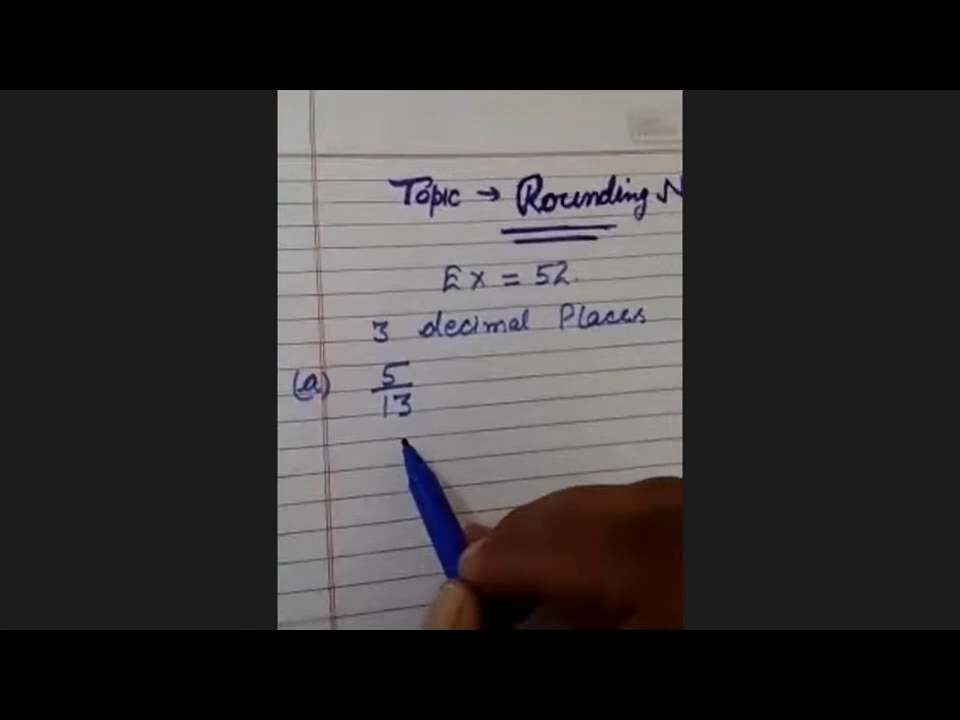 Topic → Rounding N
Ex = 52.
3 decimal Places
(a) 5/13